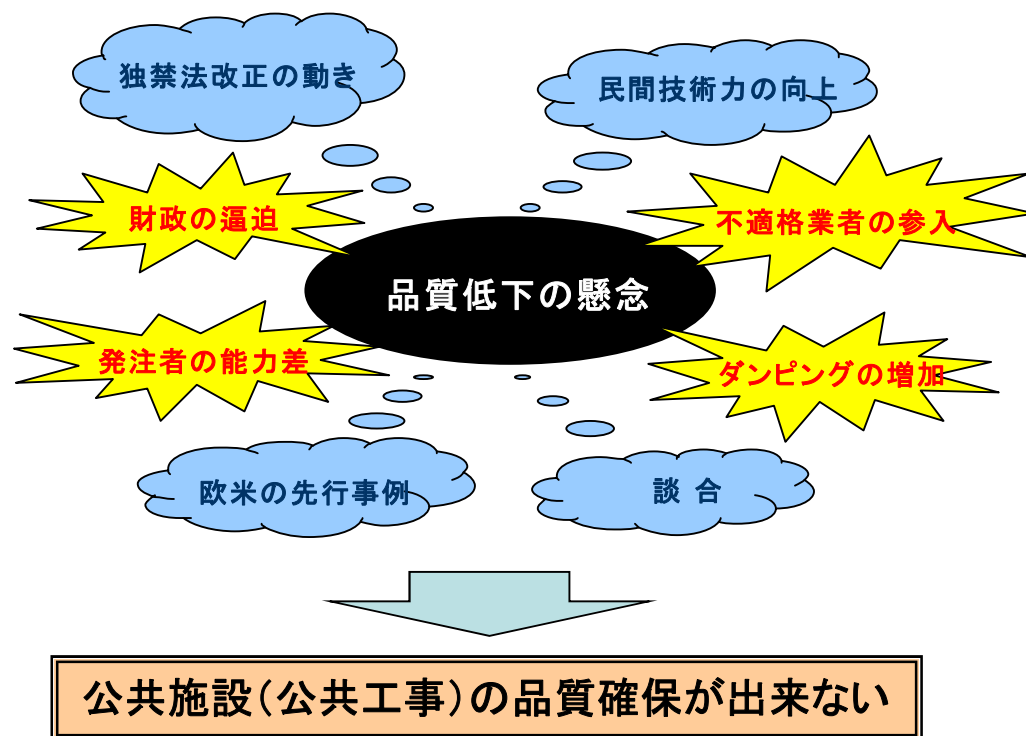 独禁法改正の動き
民間技術力の向上
財政の逼迫
不適格業者の参入
品質低下の懸念
発注者の能力差
ダンピングの増加
欧米の先行事例
談 合
公共施設(公共工事)の品質確保が出来ない